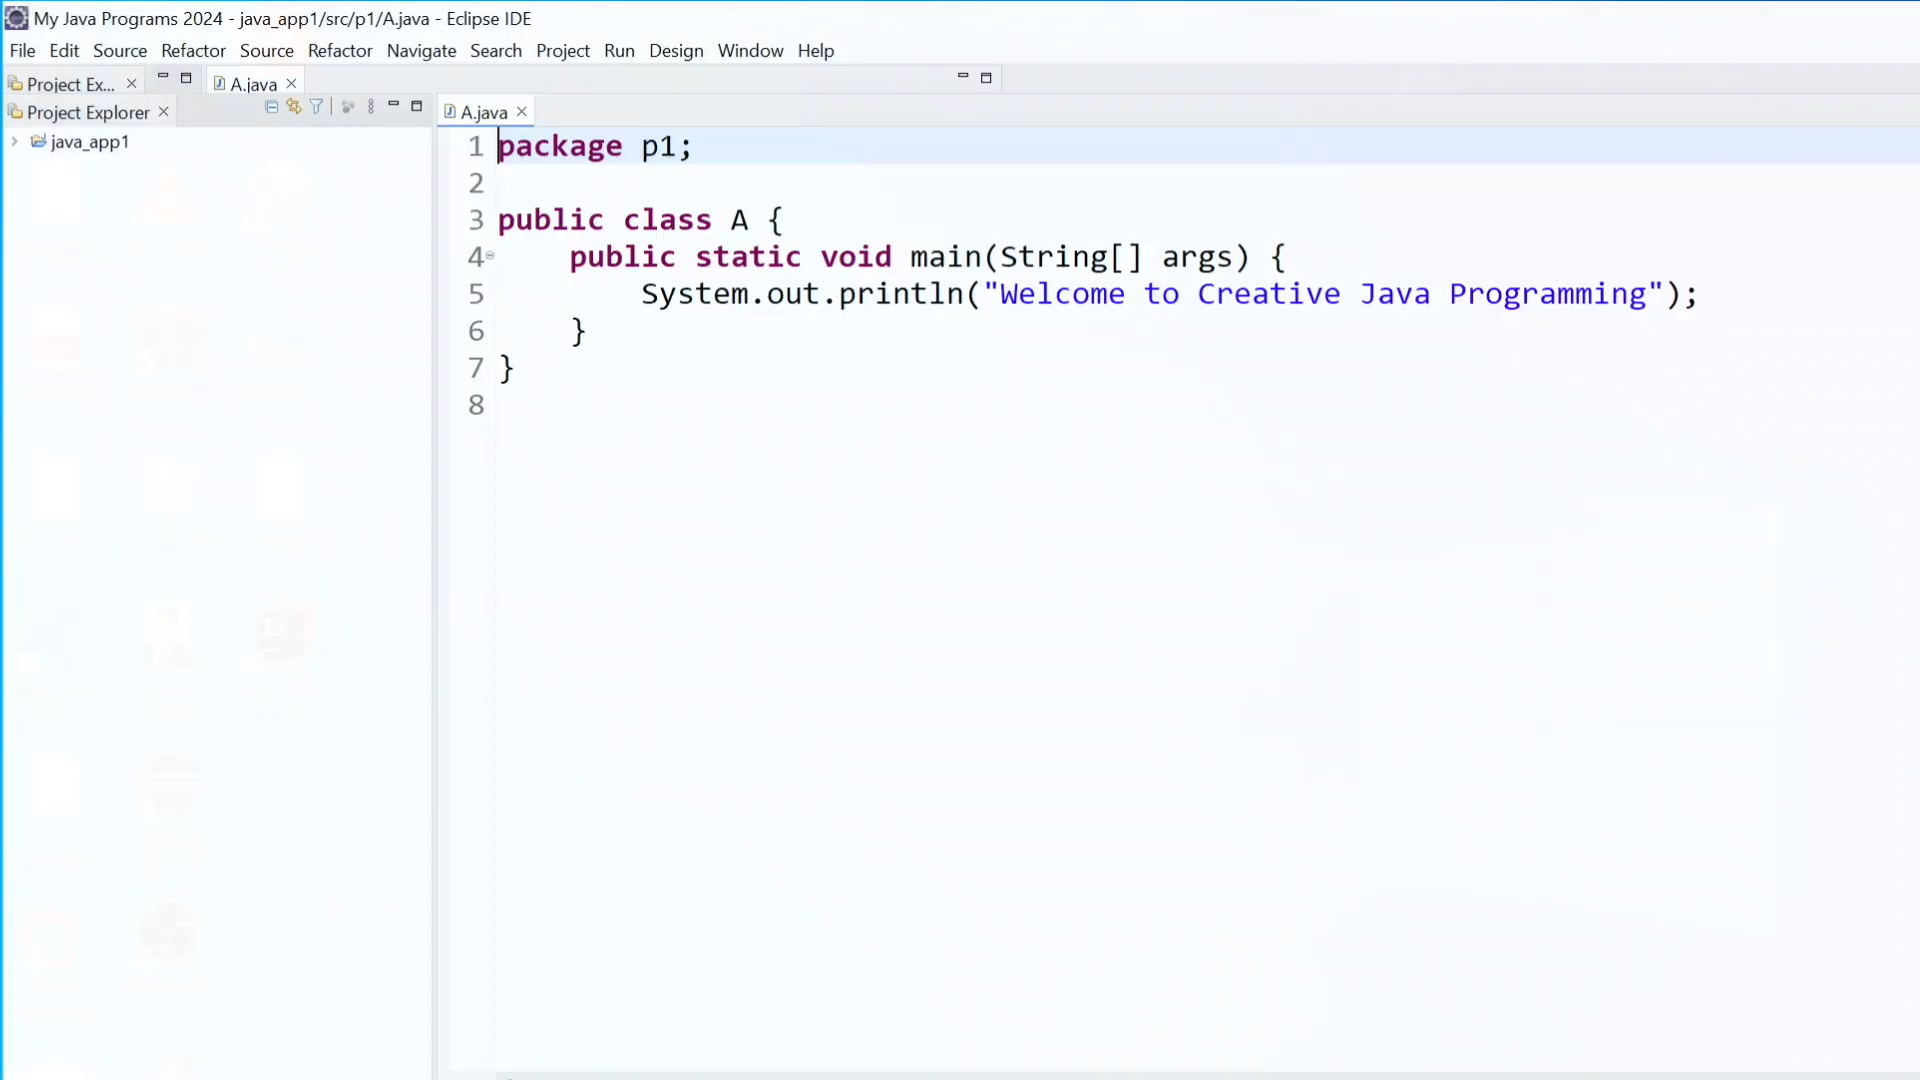 My Java Programs 2024 - java_app1/src/p1/A.java - Eclipse IDE
File Edit Source Refactor Source Refactor Navigate Search Project Run Design Window Help
Project Ex... A.java
Project Explorer A.java
java_app1
1 package p1;
2
3 public class A {
4 public static void main(String[] args) {
5 System.out.println("Welcome to Creative Java Programming");
6 }
7 }
8